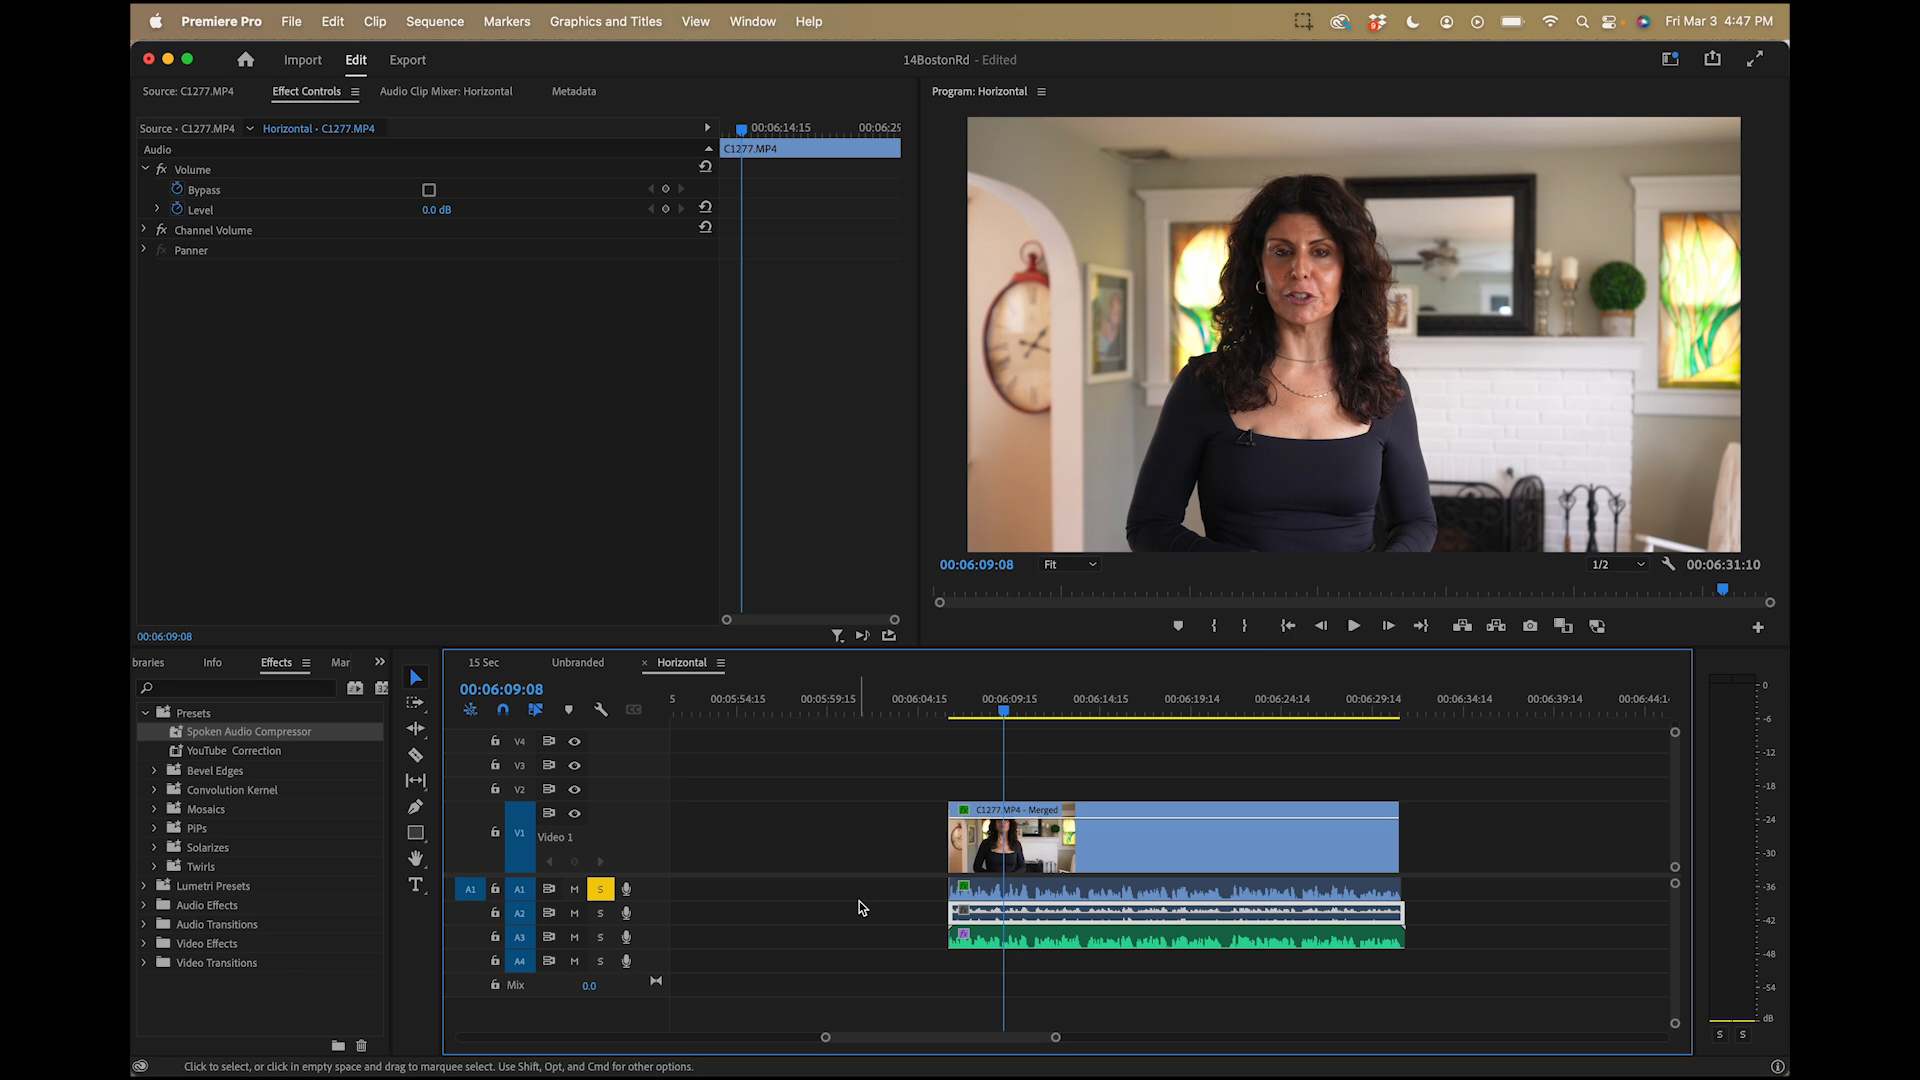 Premiere Pro File Edit Clip Sequence Markers Graphics and Titles View Window Help 9 Fri Mar 3 4:47 PM
Import Edit Export 14BostonRd - Edited
Source: C1277.MP4 Effect Controls Audio Clip Mixer: Horizontal Metadata Program: Horizontal
Source • C1277.MP4 Horizontal • C1277.MP4 00:06:14:15 00:06:29
Audio C1277.MP4
fx Volume
Bypass
Level 0.0 dB
fx Channel Volume
fx Panner
00:06:09:08 Fit 1/2 00:06:31:10
00:06:09:08
braries Info Effects Mar 15 Sec Unbranded × Horizontal
00:06:09:08
32
5 00:05:54:15 00:05:59:15 00:06:04:15 00:06:09:15 00:06:14:15 00:06:19:14 00:06:24:14 00:06:29:14 00:06:34:14 00:06:39:14 00:06:44:14
CC
Presets
Spoken Audio Compressor
YouTube Correction
Bevel Edges
Convolution Kernel
Mosaics
PiPs
Solarizes
Twirls
Lumetri Presets
Audio Effects
Audio Transitions
Video Effects
Video Transitions
T
V4
V3
V2
V1 Video 1
fx C1277.MP4 - Merged
A1 A1 M S
A2 M S
A3 M S fx
A4 M S
Mix 0.0
0
-6
-12
-18
-24
-30
-36
-42
-48
-54
dB
S S
Click to select, or click in empty space and drag to marquee select. Use Shift, Opt, and Cmd for other options.